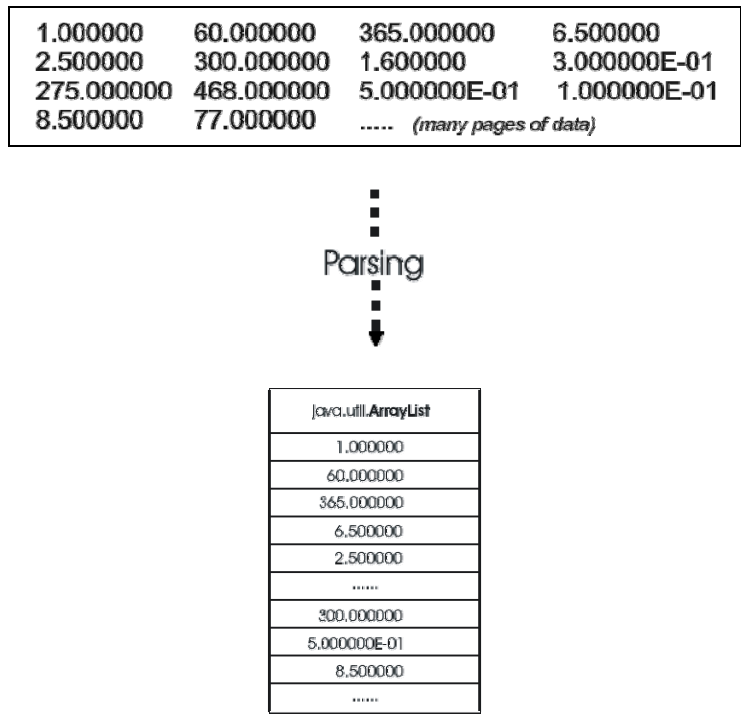 1.000000 60.000000 365.000000 6.500000
2.500000 300.000000 1.600000 3.000000E-01
275.000000 468.000000 5.000000E-01 1.000000E-01
8.500000 77.000000 ..... (many pages of data)
Parsing
java.util.ArrayList
1.000000
60.000000
365.000000
6.500000
2.500000
......
300.000000
5.000000E-01
8.500000
......